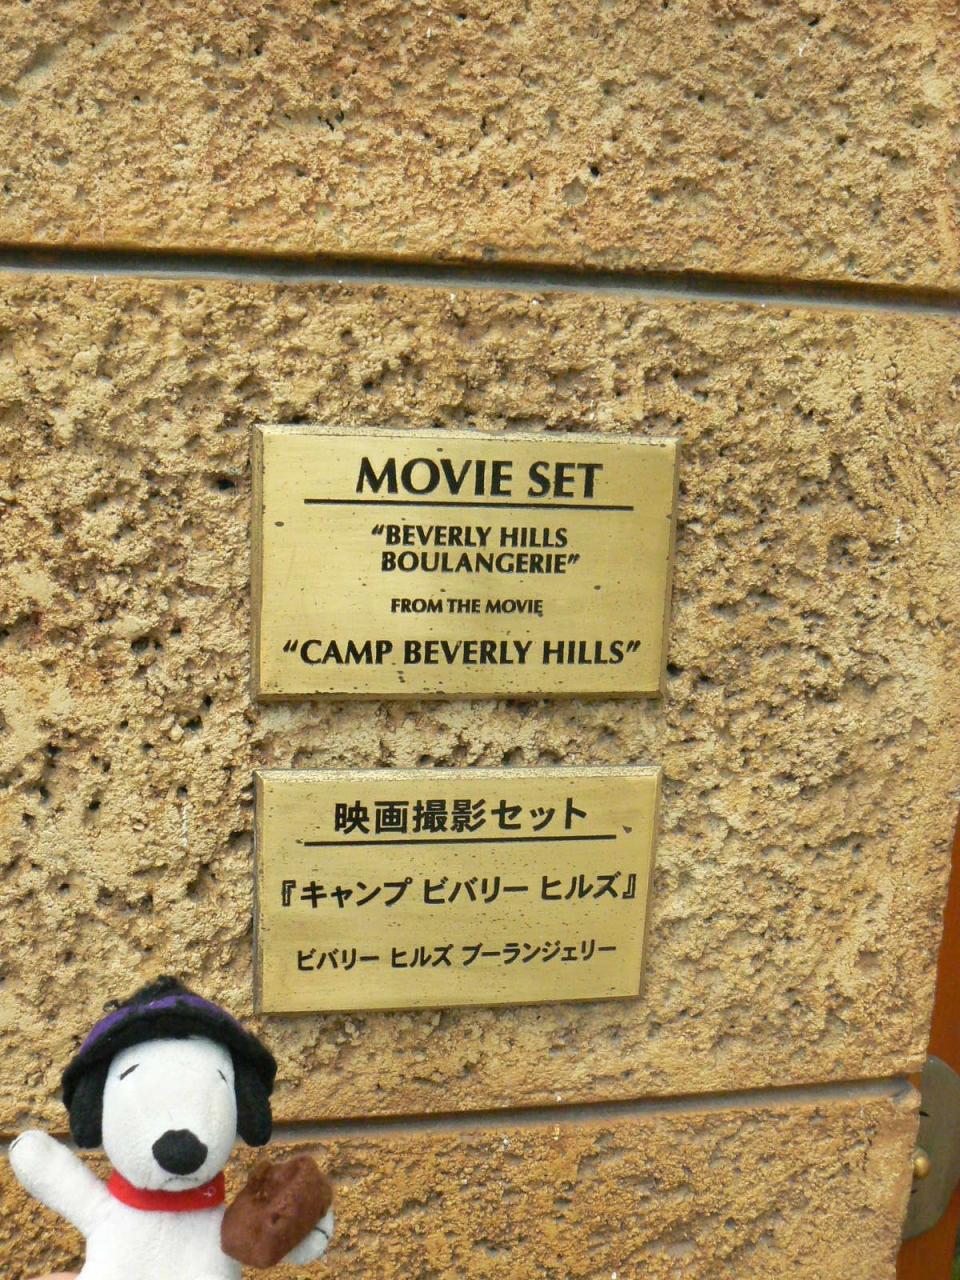 MOVIE SET
“BEVERLY HILLS
BOULANGERIE”
FROM THE MOVIE
“CAMP BEVERLY HILLS”
映画撮影セット
『キャンプ ビバリー ヒルズ』
ビバリー ヒルズ ブーランジェリー